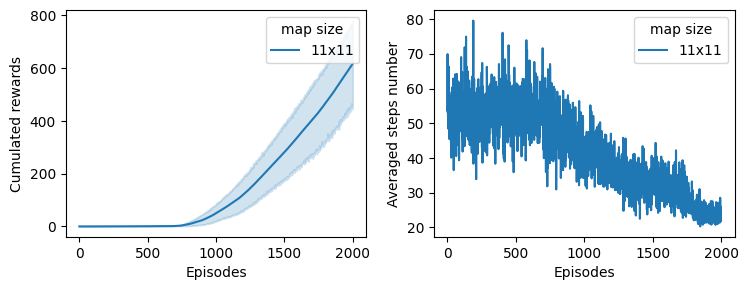 map size
11x11
Cumulated rewards
800
600
400
200
0
0 500 1000 1500 2000
Episodes
map size
11x11
Averaged steps number
80
70
60
50
40
30
20
0 500 1000 1500 2000
Episodes